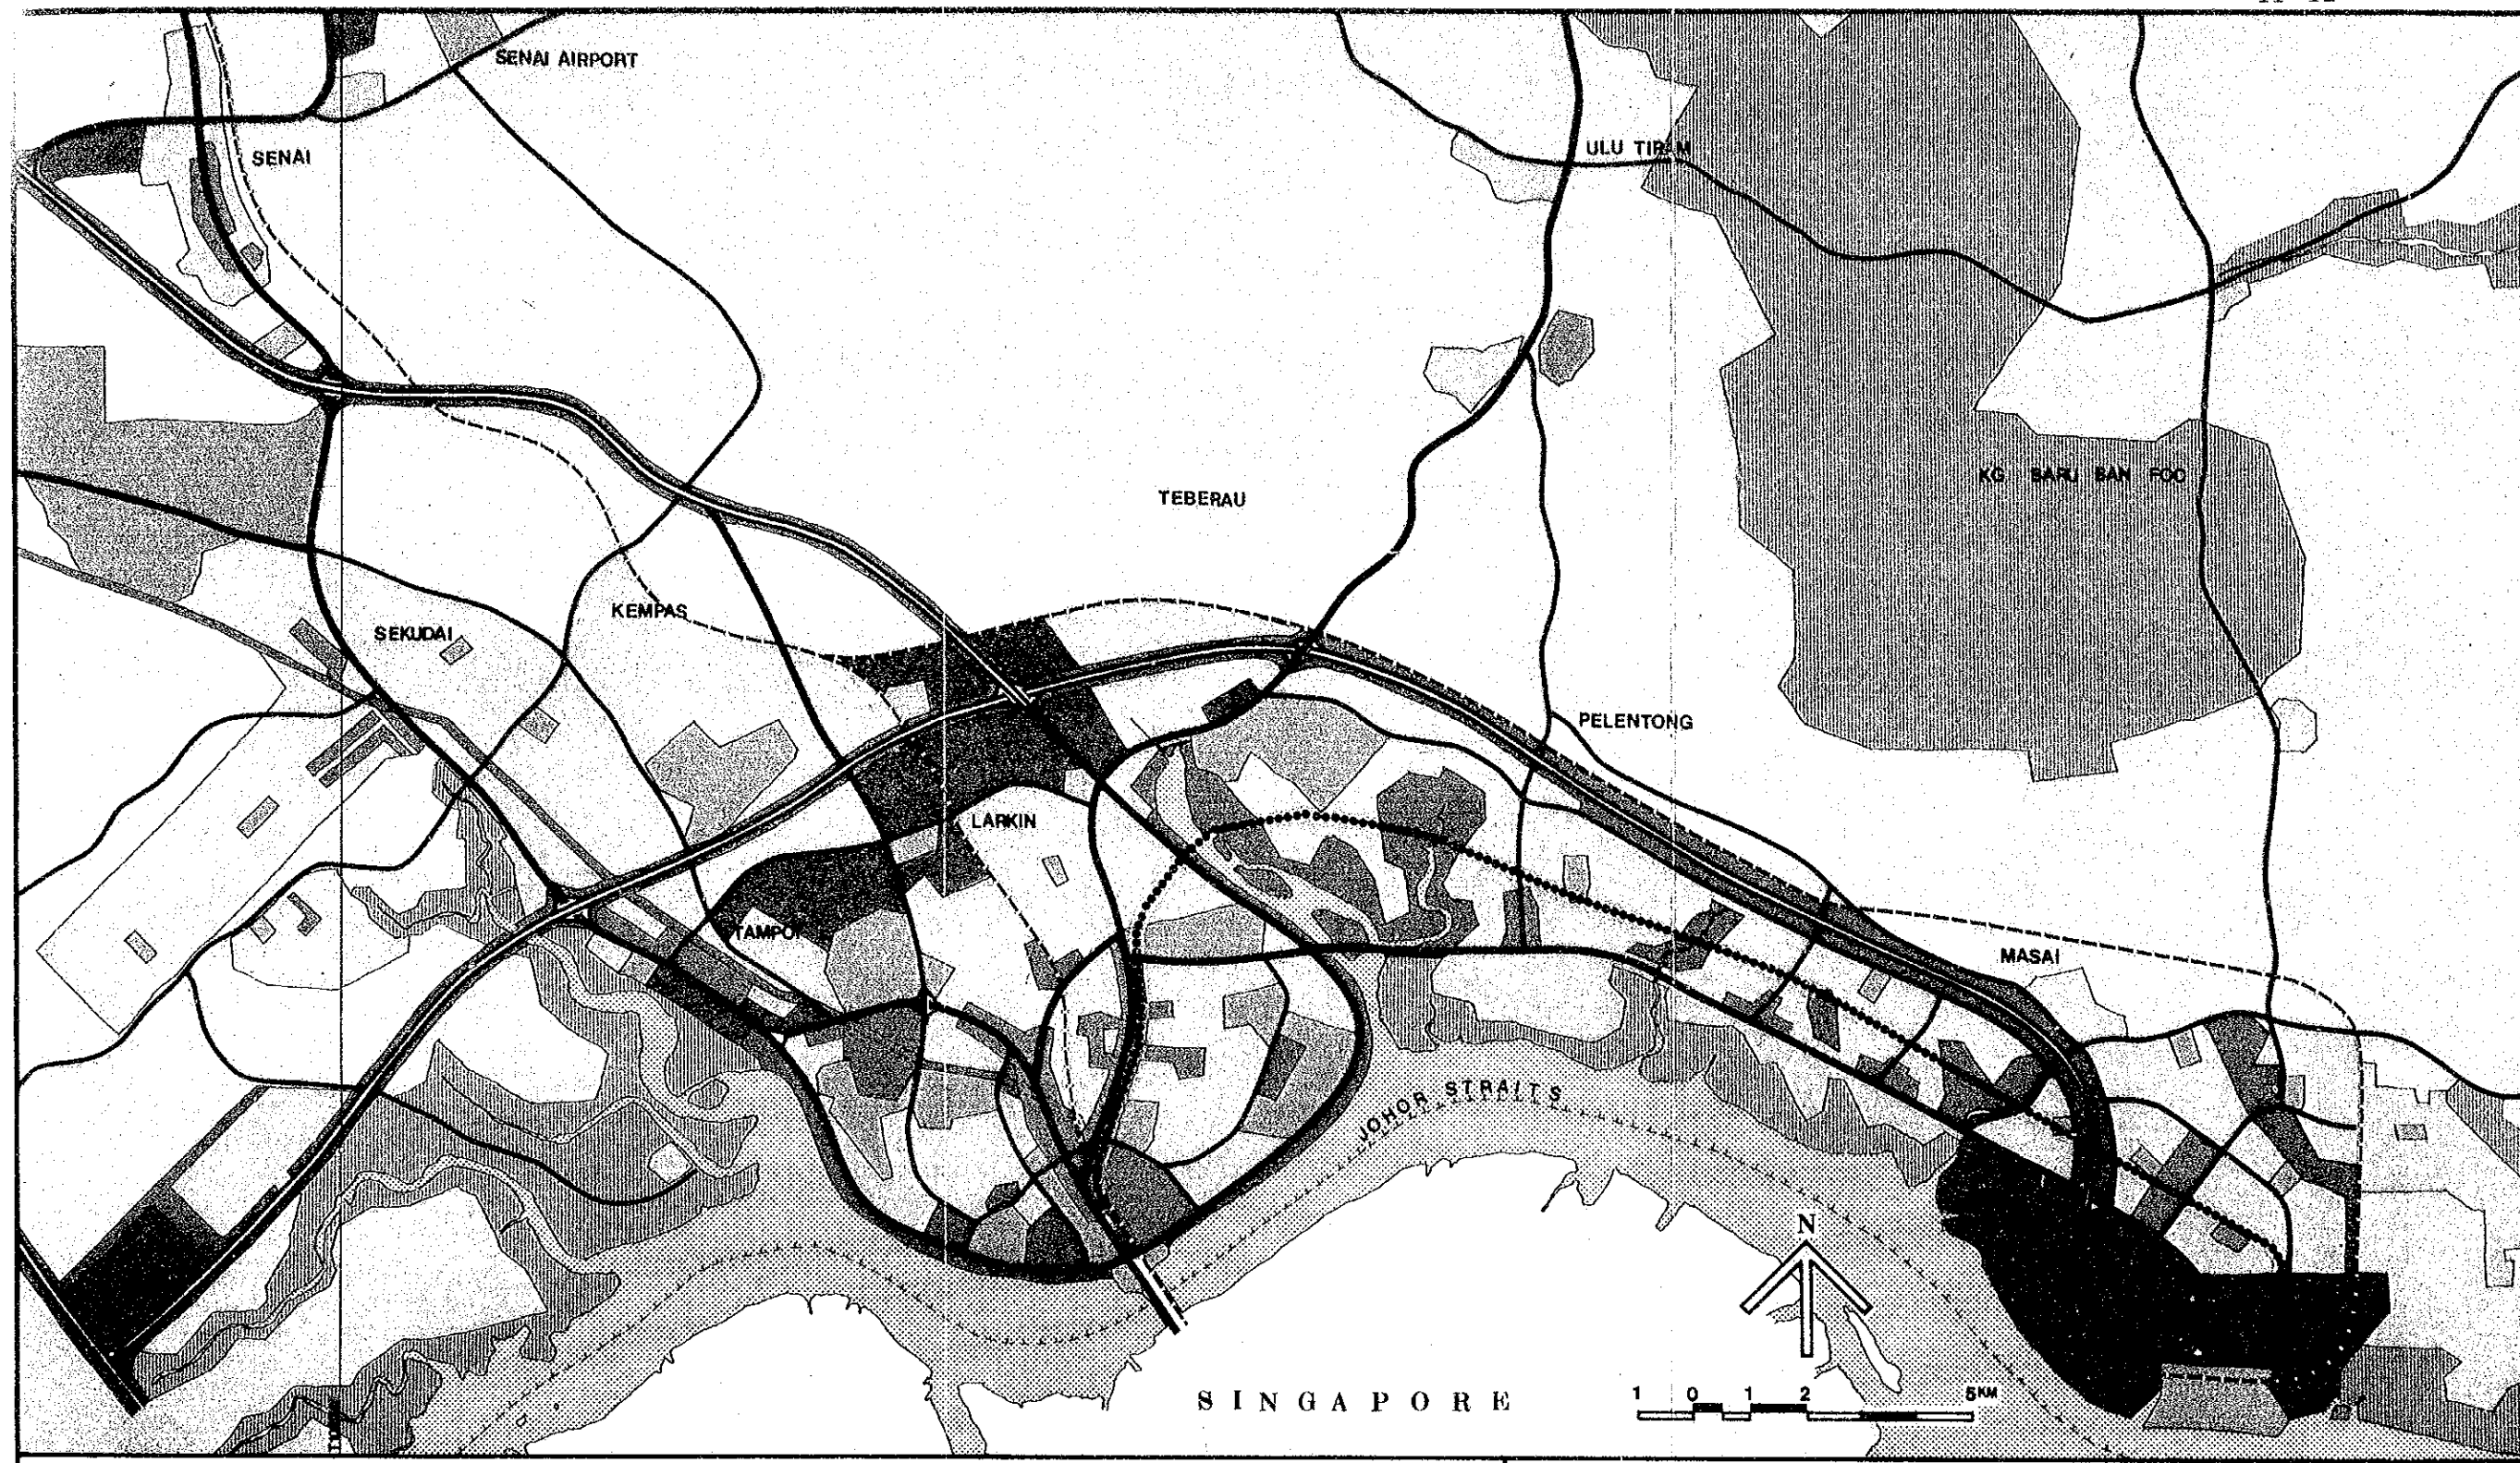 SENAI AIRPORT
SENAI
ULU TIRAM
KG BARU BAN FOO
TEBERAU
KEMPAS
SEKUDAI
PELENTONG
LARKIN
TAMPOI
MASAI
JOHOR STRAITS
N
SINGAPORE
1 0 1 2 5KM